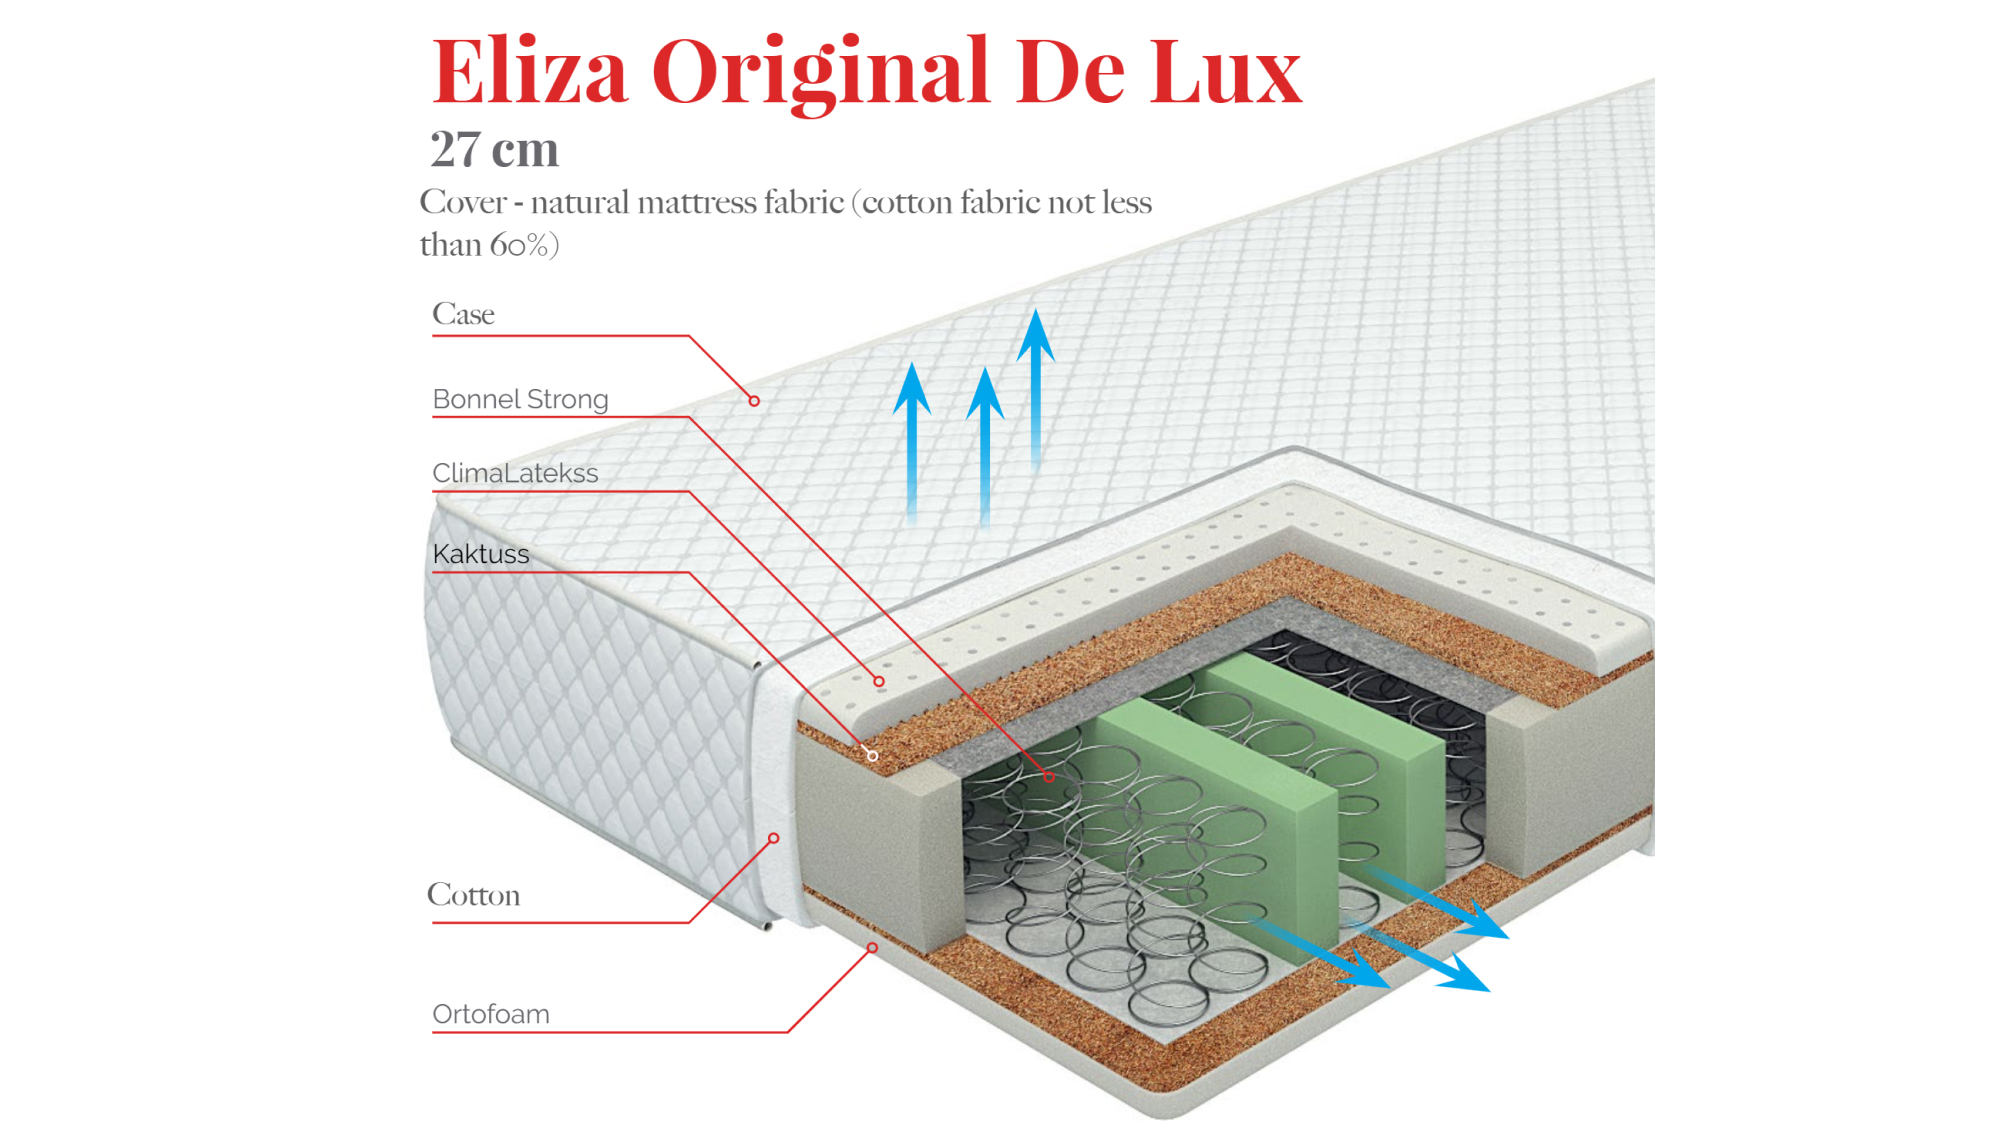 Eliza Original De Lux
27 cm
Cover - natural mattress fabric (cotton fabric not less
than 60%)
Case
Bonnel Strong
ClimaLatekss
Kaktuss
Cotton
Ortofoam